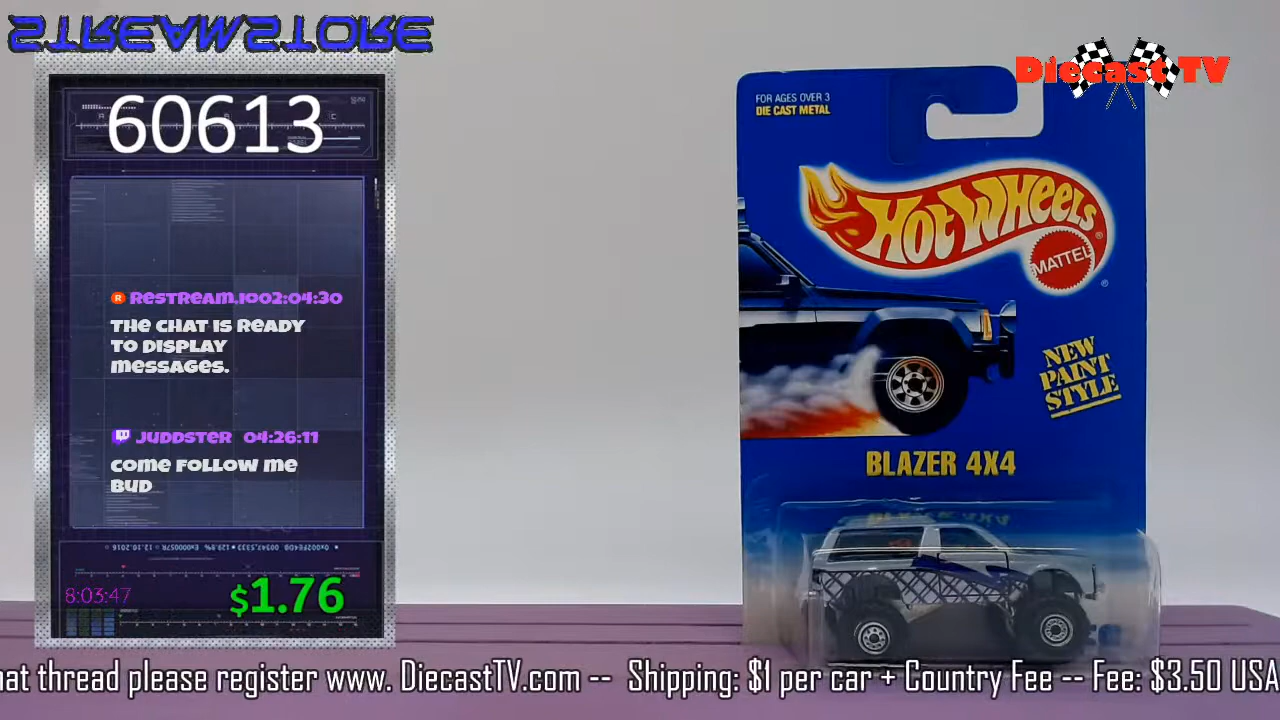 STREAM STORE
60613
Restream.io 02:04:30
THE CHAT IS READY
TO DISPLAY
MESSAGES.
Juddster 04:26:11
COME FOLLOW ME
BUD
8:03:47
$1.76
Diecast TV
FOR AGES OVER 3
DIE CAST METAL
Hot Wheels
®
MATTEL
®
NEW
PAINT
STYLE
BLAZER 4X4
hat thread please register www. DiecastTV.com -- Shipping: $1 per car + Country Fee -- Fee: $3.50 USA